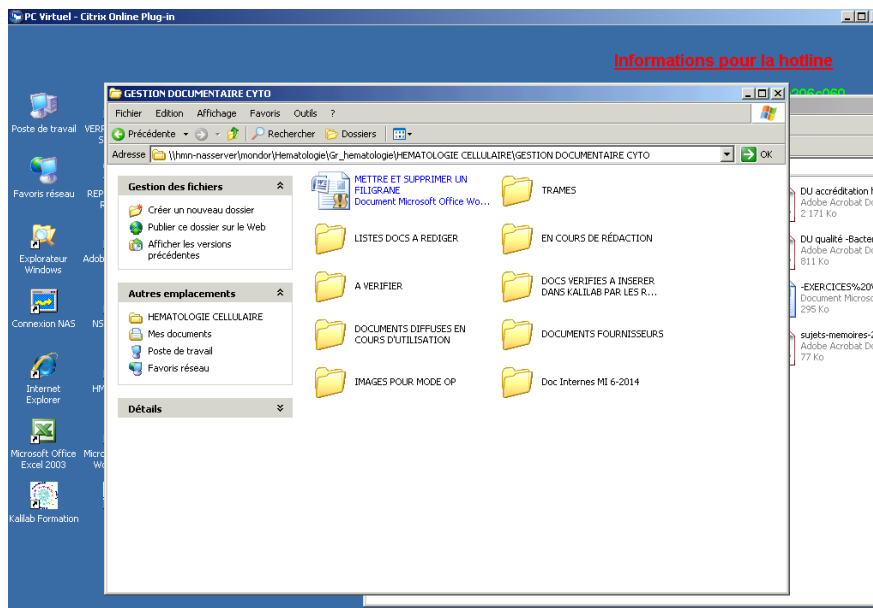 PC Virtuel - Citrix Online Plug-in
Informations pour la hotline
GESTION DOCUMENTAIRE CYTO
Fichier Edition Affichage Favoris Outils ?
Précédente Rechercher Dossiers
Adresse \\hmn-nasserver\mondor\Hematologie\Gr_hematologie\HEMATOLOGIE CELLULAIRE\GESTION DOCUMENTAIRE CYTO OK
Poste de travail
Favoris réseau
Explorateur
Windows
Connexion NAS
Internet
Explorer
Microsoft Office
Excel 2003
Kalilab Formation
Gestion des fichiers
Créer un nouveau dossier
Publier ce dossier sur le Web
Afficher les versions
précédentes
Autres emplacements
HEMATOLOGIE CELLULAIRE
Mes documents
Poste de travail
Favoris réseau
Détails
METTRE ET SUPPRIMER UN
FILIGRANE
Document Microsoft Office Wo...
TRAMES
LISTES DOCS A REDIGER
EN COURS DE RÉDACTION
A VERIFIER
DOCS VERIFIES A INSERER
DANS KALILAB PAR LES R...
DOCUMENTS DIFFUSES EN
COURS D'UTILISATION
DOCUMENTS FOURNISSEURS
IMAGES POUR MODE OP
Doc Internes MI 6-2014
DU accréditation
Adobe Acrobat
2 171 Ko
DU qualité -Bacter
Adobe Acrobat
811 Ko
-EXERCICES%20
Document Micros
295 Ko
sujets-memoires-2
Adobe Acrobat
77 Ko